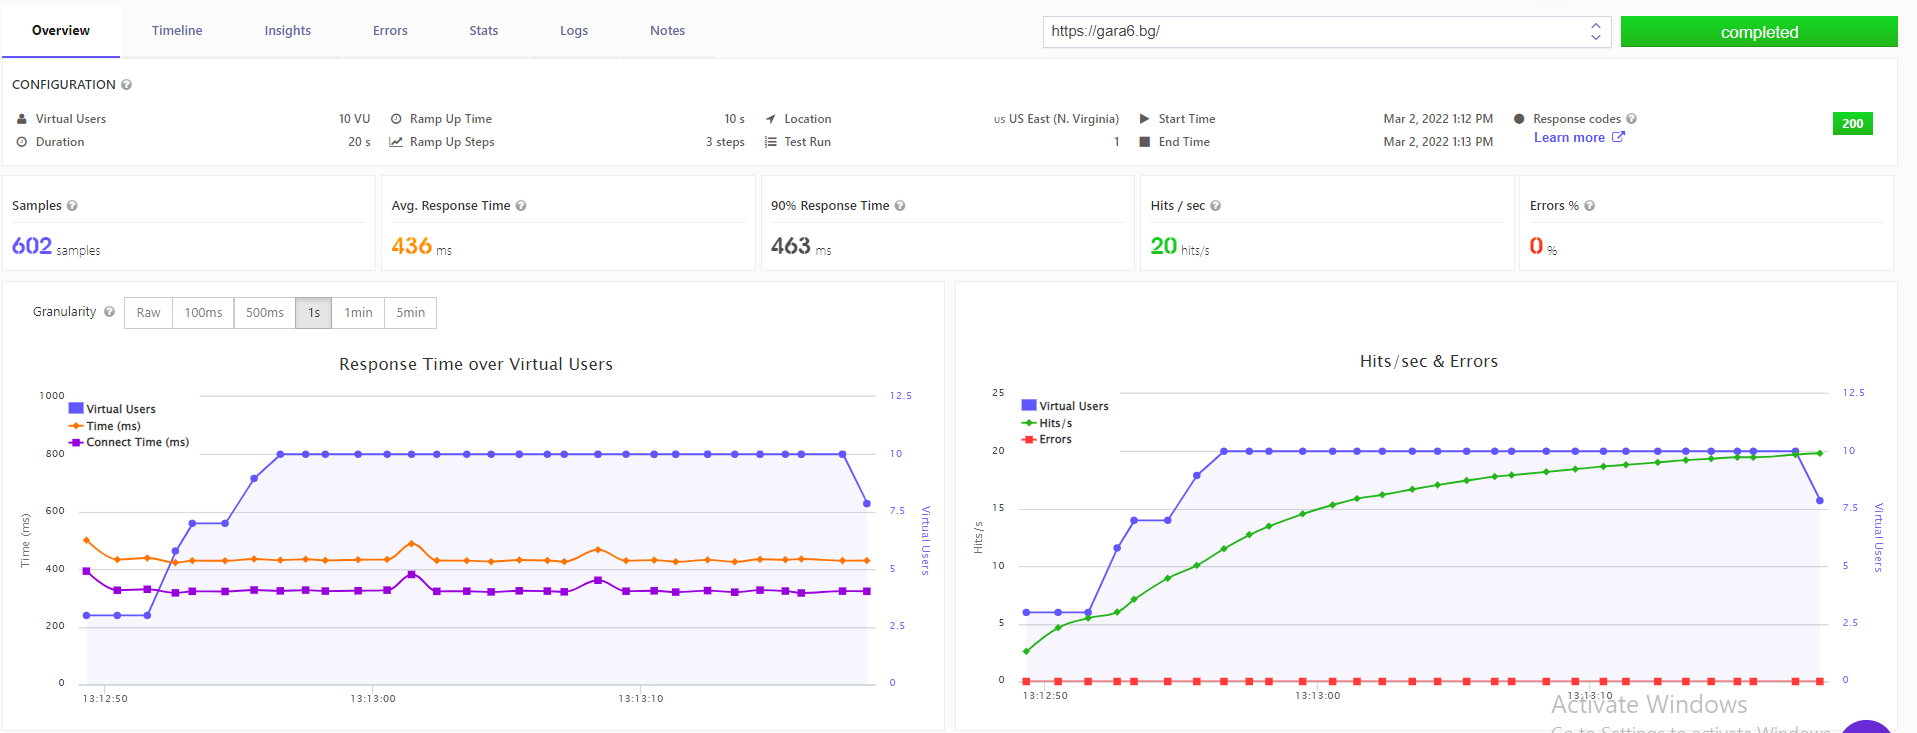 Overview Timeline Insights Errors Stats Logs Notes https://gara6.bg/ completed
CONFIGURATION
Virtual Users 10 VU Ramp Up Time 10 s Location us US East (N. Virginia) Start Time Mar 2, 2022 1:12 PM Response codes 200
Duration 20 s Ramp Up Steps 3 steps Test Run 1 End Time Mar 2, 2022 1:13 PM Learn more
Samples Avg. Response Time 90% Response Time Hits / sec Errors %
602 samples 436 ms 463 ms 20 hits/s 0 %
Granularity Raw 100ms 500ms 1s 1min 5min
Response Time over Virtual Users
1000 12.5
Virtual Users
Time (ms)
Connect Time (ms)
800 10
600 7.5
400 5
200 2.5
0 0
Time (ms)
Virtual Users
13:12:50 13:13:00 13:13:10
Hits/sec & Errors
25 12.5
Virtual Users
Hits/s
Errors
20 10
15 7.5
10 5
5 2.5
0 0
Hits/s
Virtual Users
13:12:50 13:13:00 13:13:10
Activate Windows
Go to Settings to activate Windows.